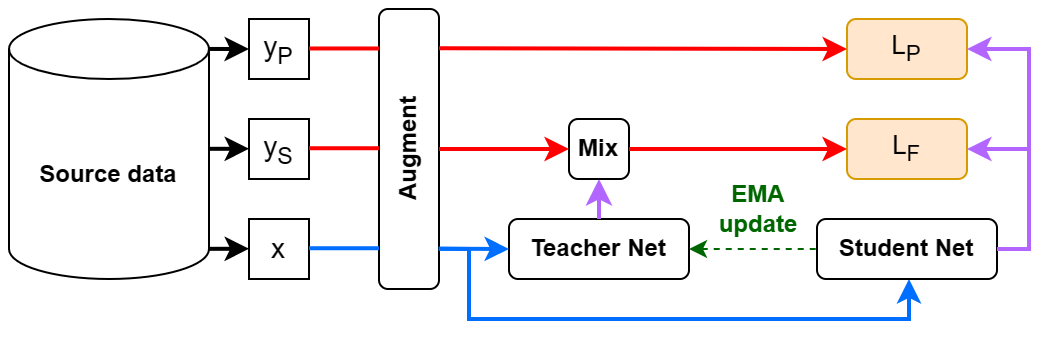 y_P
L_P
Augment
y_S
Mix
L_F
Source data
EMA
update
x
Teacher Net
Student Net